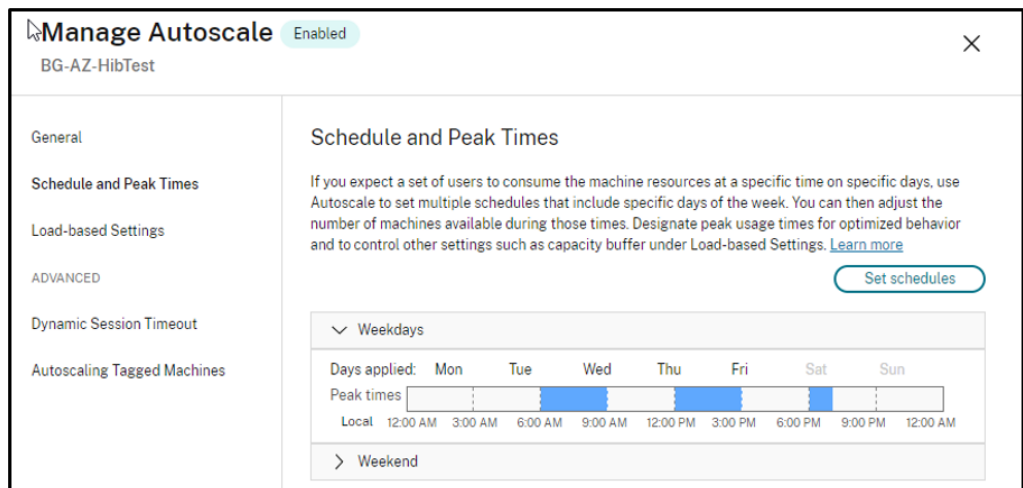 Manage Autoscale Enabled
BG-AZ-HibTest
General
Schedule and Peak Times
Load-based Settings
ADVANCED
Dynamic Session Timeout
Autoscaling Tagged Machines
Schedule and Peak Times
If you expect a set of users to consume the machine resources at a specific time on specific days, use
Autoscale to set multiple schedules that include specific days of the week. You can then adjust the
number of machines available during those times. Designate peak usage times for optimized behavior
and to control other settings such as capacity buffer under Load-based Settings. Learn more
Set schedules
Weekdays
Days applied: Mon Tue Wed Thu Fri Sat Sun
Peak times
Local 12:00 AM 3:00 AM 6:00 AM 9:00 AM 12:00 PM 3:00 PM 6:00 PM 9:00 PM 12:00 AM
Weekend